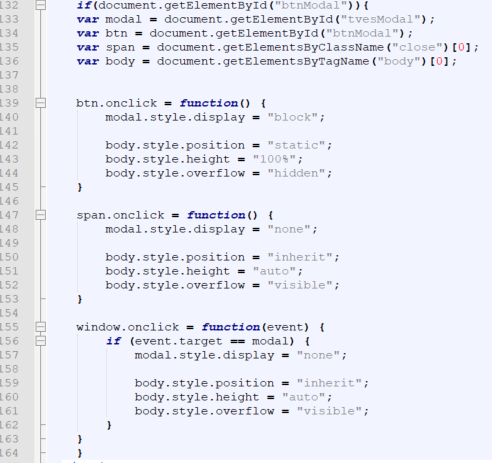 132 if(document.getElementById("btnModal")){
133 var modal = document.getElementById("tvesModal");
134 var btn = document.getElementById("btnModal");
135 var span = document.getElementsByClassName("close")[0];
136 var body = document.getElementsByTagName("body")[0];
137
138
139 btn.onclick = function() {
140 modal.style.display = "block";
141
142 body.style.position = "static";
143 body.style.height = "100%";
144 body.style.overflow = "hidden";
145 }
146
147 span.onclick = function() {
148 modal.style.display = "none";
149
150 body.style.position = "inherit";
151 body.style.height = "auto";
152 body.style.overflow = "visible";
153 }
154
155 window.onclick = function(event) {
156 if (event.target == modal) {
157 modal.style.display = "none";
158
159 body.style.position = "inherit";
160 body.style.height = "auto";
161 body.style.overflow = "visible";
162 }
163 }
164 }